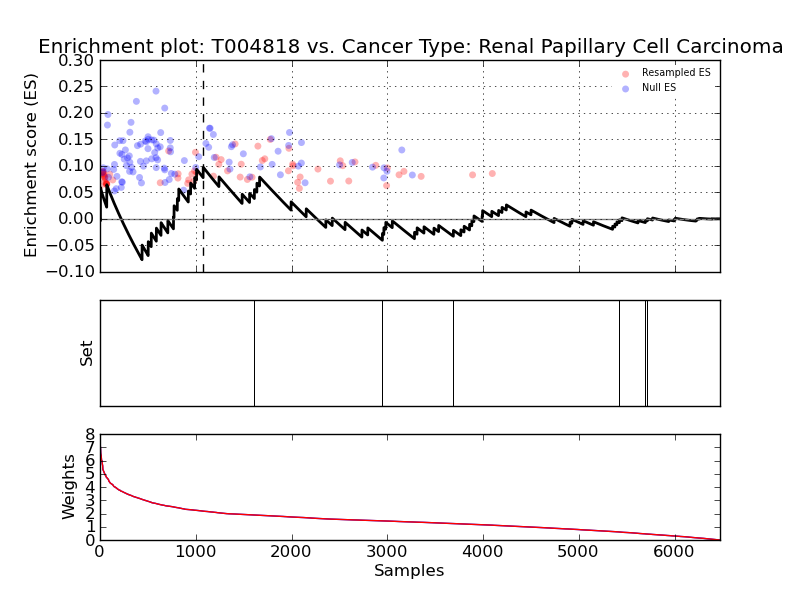 Enrichment plot: T004818 vs. Cancer Type: Renal Papillary Cell Carcinoma
Enrichment score (ES)
0.30
0.25
0.20
0.15
0.10
0.05
0.00
−0.05
−0.10
Resampled ES
Null ES
Set
Weights
8
7
6
5
4
3
2
1
0
0 1000 2000 3000 4000 5000 6000
Samples